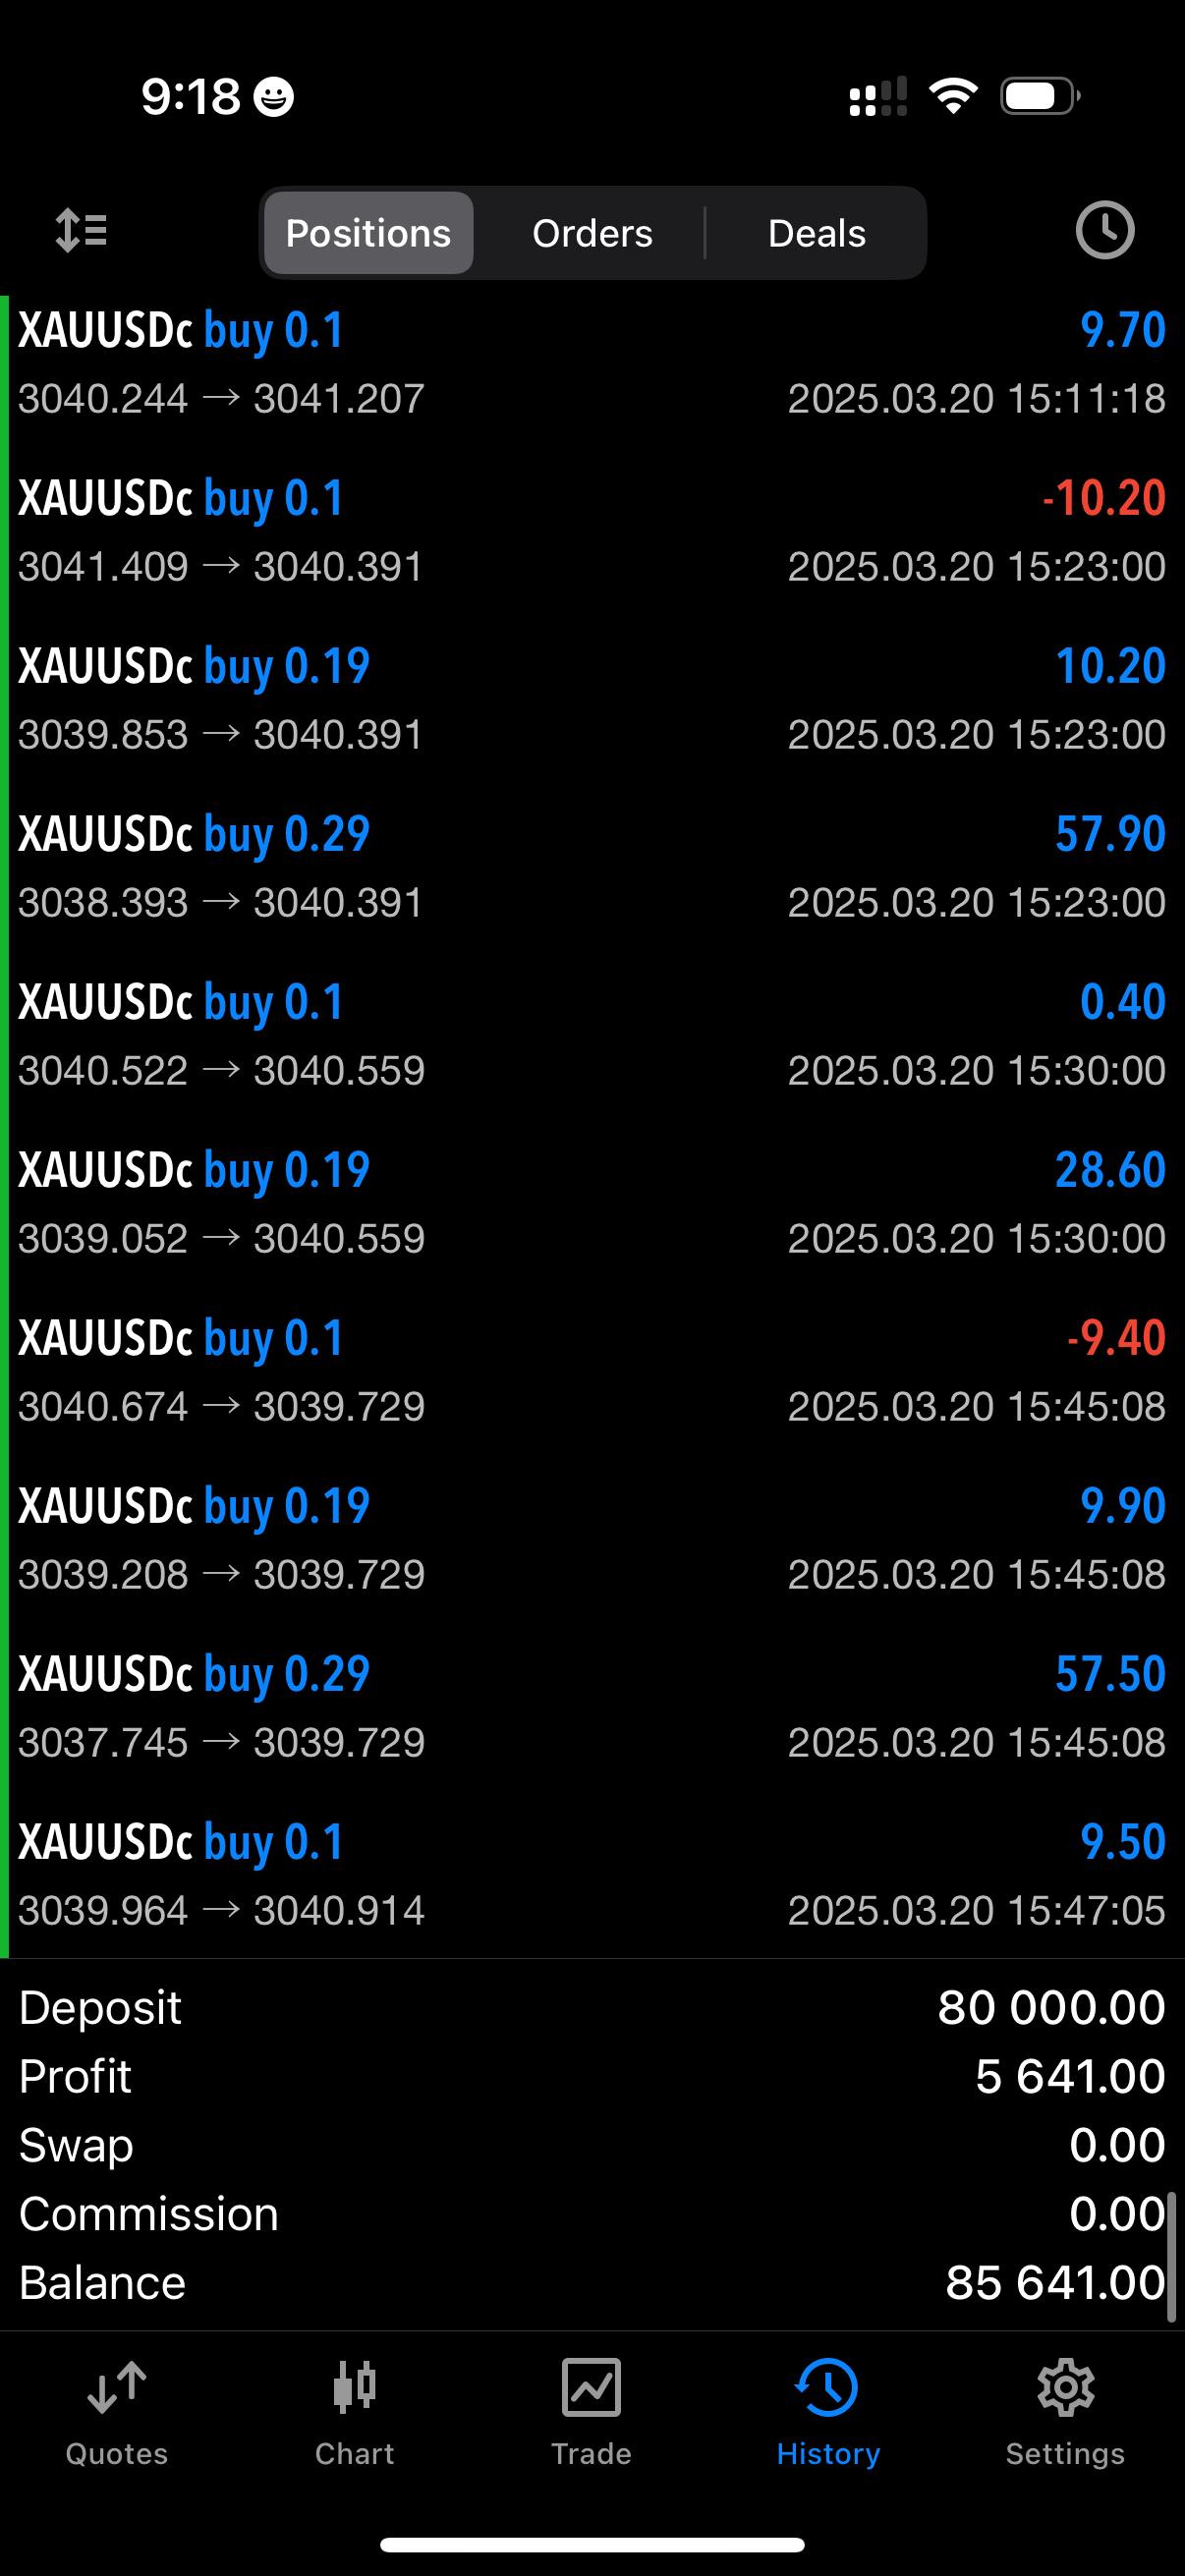 9:18
Positions Orders Deals
XAUUSDc buy 0.1 9.70
3040.244 → 3041.207 2025.03.20 15:11:18
XAUUSDc buy 0.1 -10.20
3041.409 → 3040.391 2025.03.20 15:23:00
XAUUSDc buy 0.19 10.20
3039.853 → 3040.391 2025.03.20 15:23:00
XAUUSDc buy 0.29 57.90
3038.393 → 3040.391 2025.03.20 15:23:00
XAUUSDc buy 0.1 0.40
3040.522 → 3040.559 2025.03.20 15:30:00
XAUUSDc buy 0.19 28.60
3039.052 → 3040.559 2025.03.20 15:30:00
XAUUSDc buy 0.1 -9.40
3040.674 → 3039.729 2025.03.20 15:45:08
XAUUSDc buy 0.19 9.90
3039.208 → 3039.729 2025.03.20 15:45:08
XAUUSDc buy 0.29 57.50
3037.745 → 3039.729 2025.03.20 15:45:08
XAUUSDc buy 0.1 9.50
3039.964 → 3040.914 2025.03.20 15:47:05
Deposit 80 000.00
Profit 5 641.00
Swap 0.00
Commission 0.00
Balance 85 641.00
Quotes Chart Trade History Settings